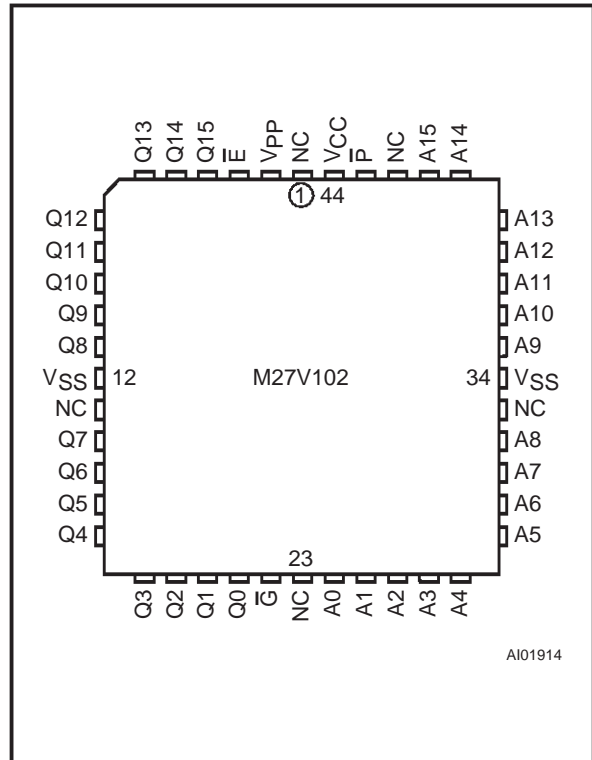 Q13 Q14 Q15 E̅ VPP NC VCC P̅ NC A15 A14
1 44
Q12 A13
Q11 A12
Q10 A11
Q9 A10
Q8 A9
VSS 12 M27V102 34 VSS
NC NC
Q7 A8
Q6 A7
Q5 A6
Q4 A5
23
Q3 Q2 Q1 Q0 G̅ NC A0 A1 A2 A3 A4
AI01914